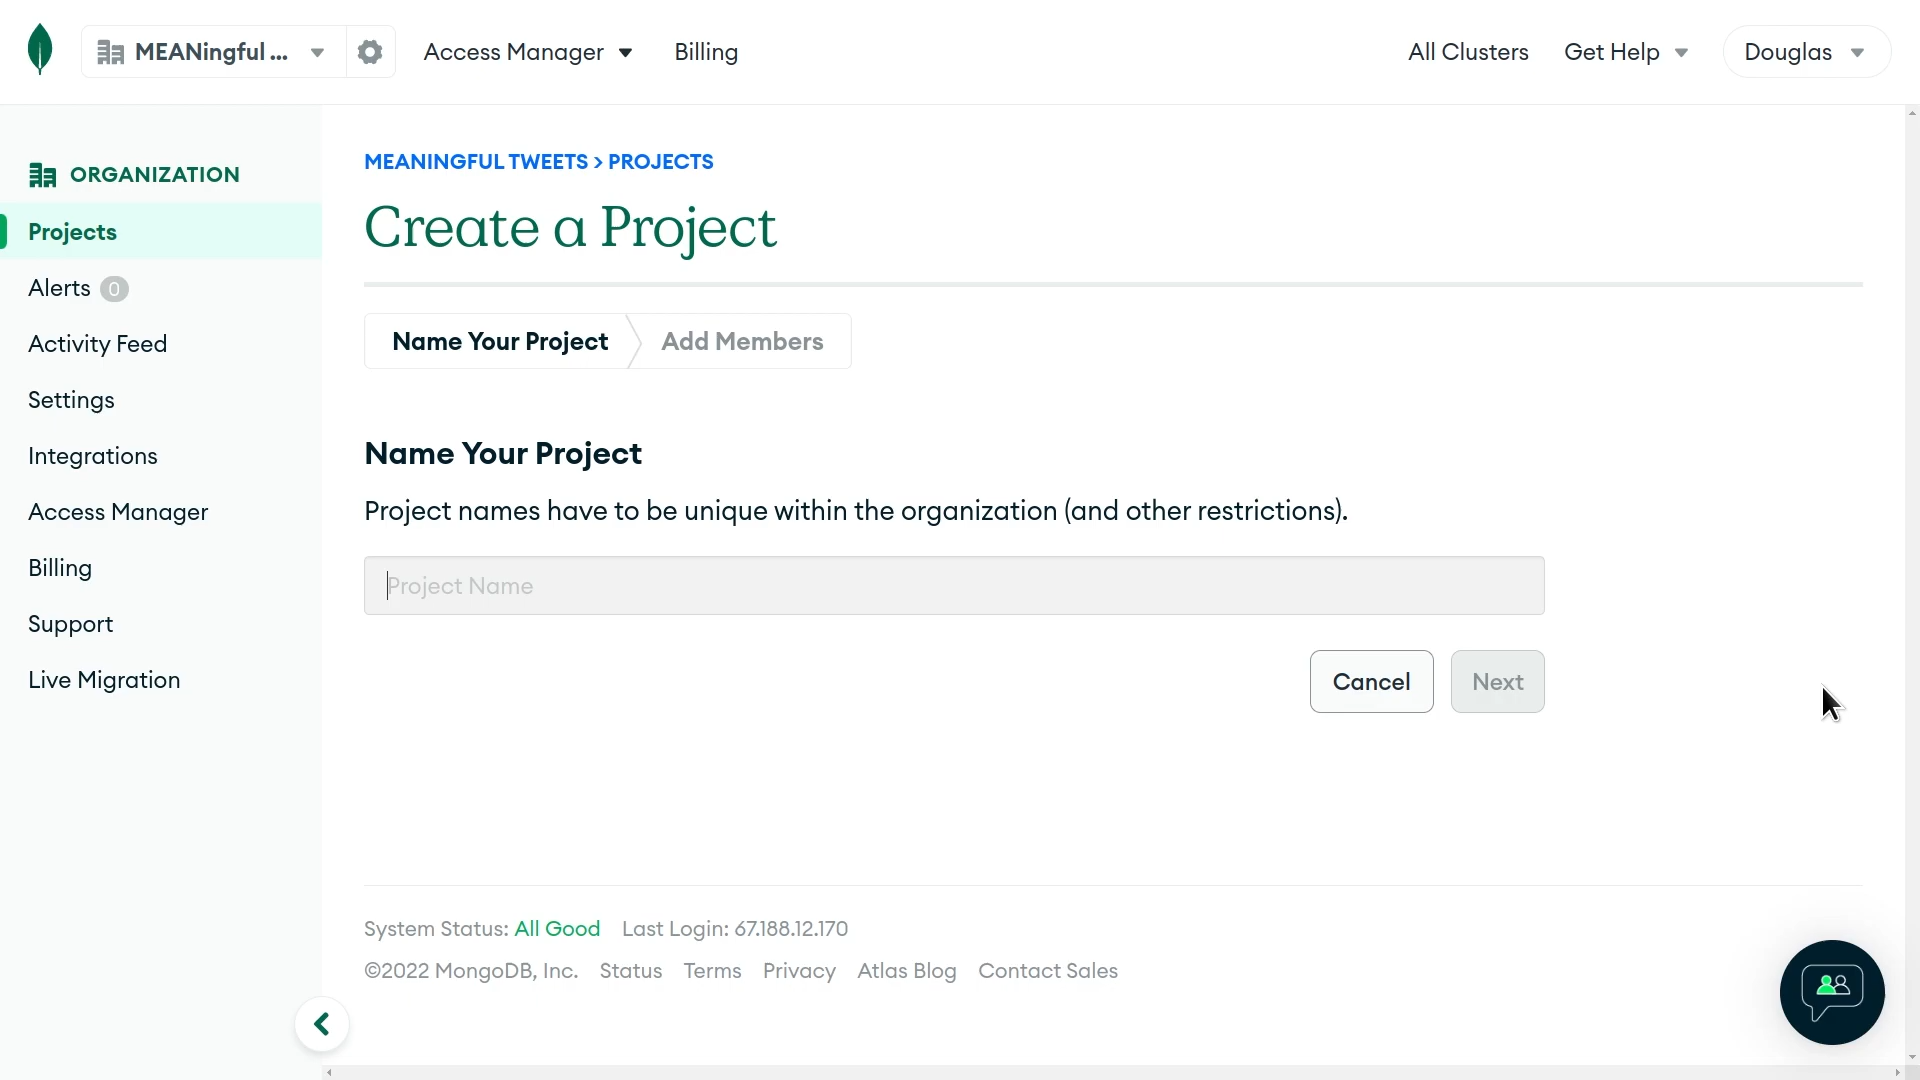 MEANingful ...
Access Manager
Billing
All Clusters
Get Help
Douglas
ORGANIZATION
Projects
Alerts 0
Activity Feed
Settings
Integrations
Access Manager
Billing
Support
Live Migration
MEANINGFUL TWEETS > PROJECTS
Create a Project
Name Your Project
Add Members
Name Your Project
Project names have to be unique within the organization (and other restrictions).
Project Name
Cancel
Next
System Status: All Good Last Login: 67.188.12.170
©2022 MongoDB, Inc. Status Terms Privacy Atlas Blog Contact Sales